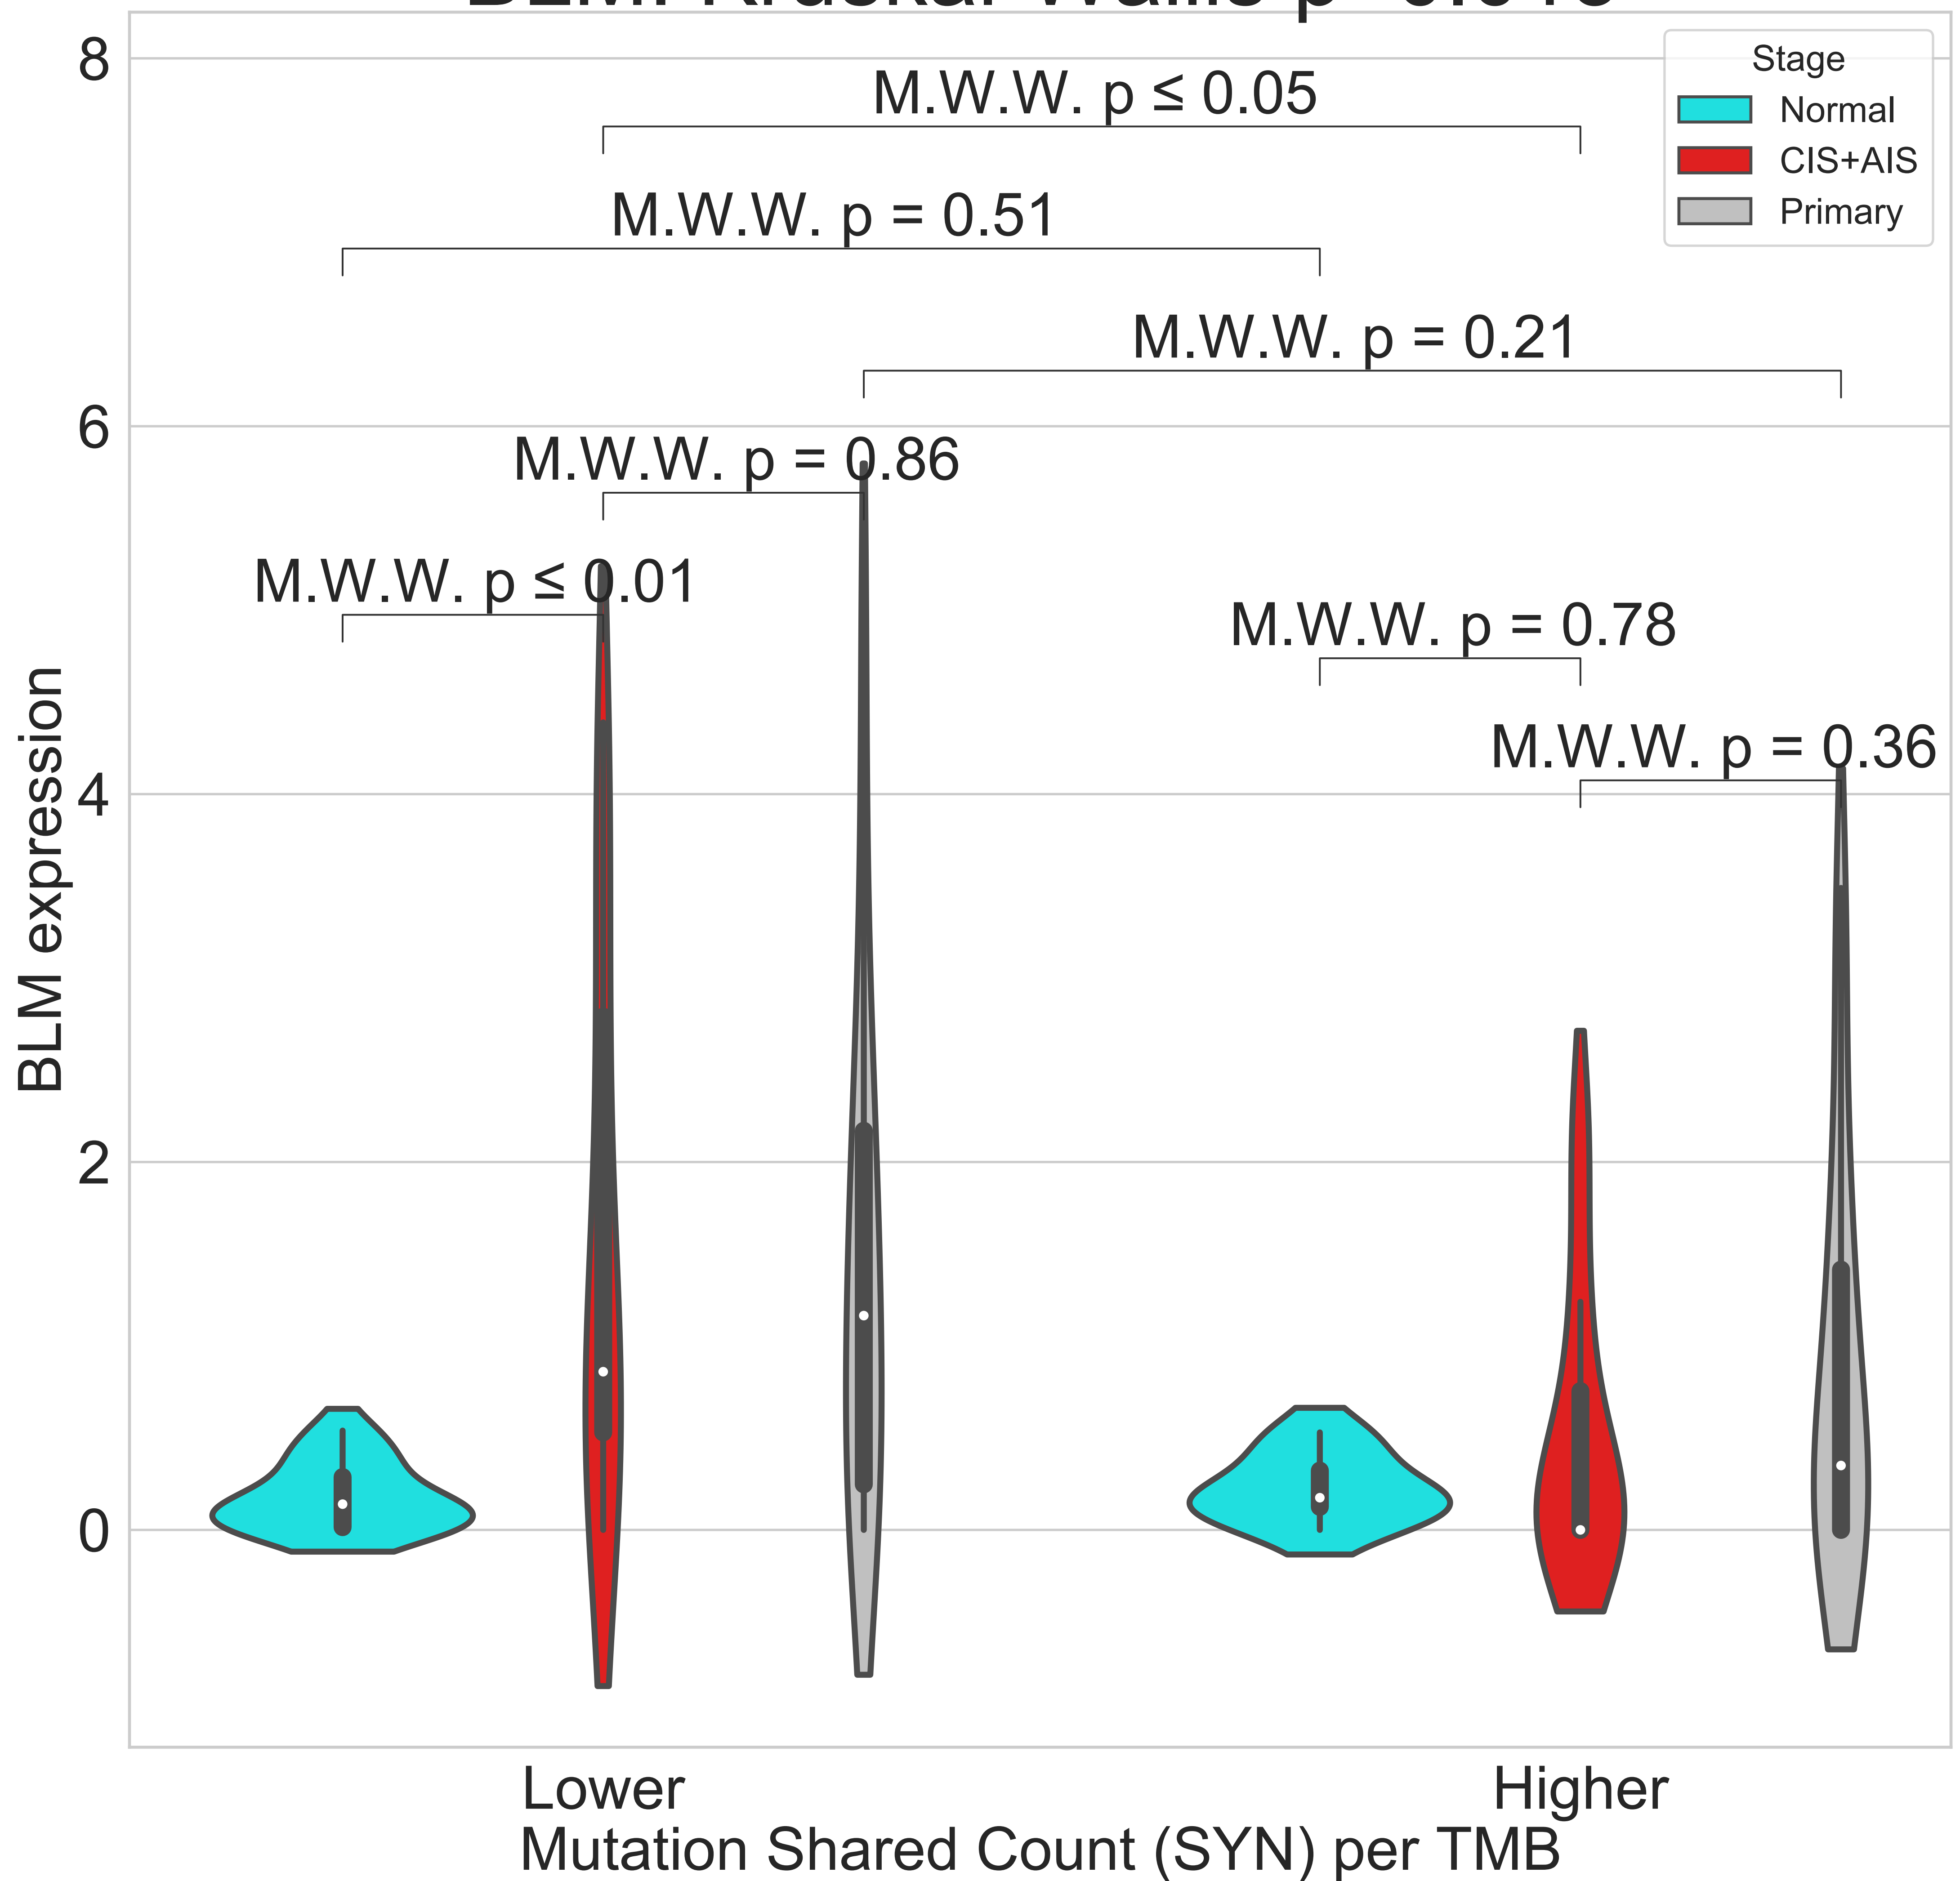 8
M.W.W. p ≤ 0.05
Stage
Normal
CIS+AIS
Primary
M.W.W. p = 0.51
M.W.W. p = 0.21
6
M.W.W. p = 0.86
M.W.W. p ≤ 0.01
M.W.W. p = 0.78
M.W.W. p = 0.36
4
BLM expression
2
0
Lower
Higher
Mutation Shared Count (SYN) per TMB